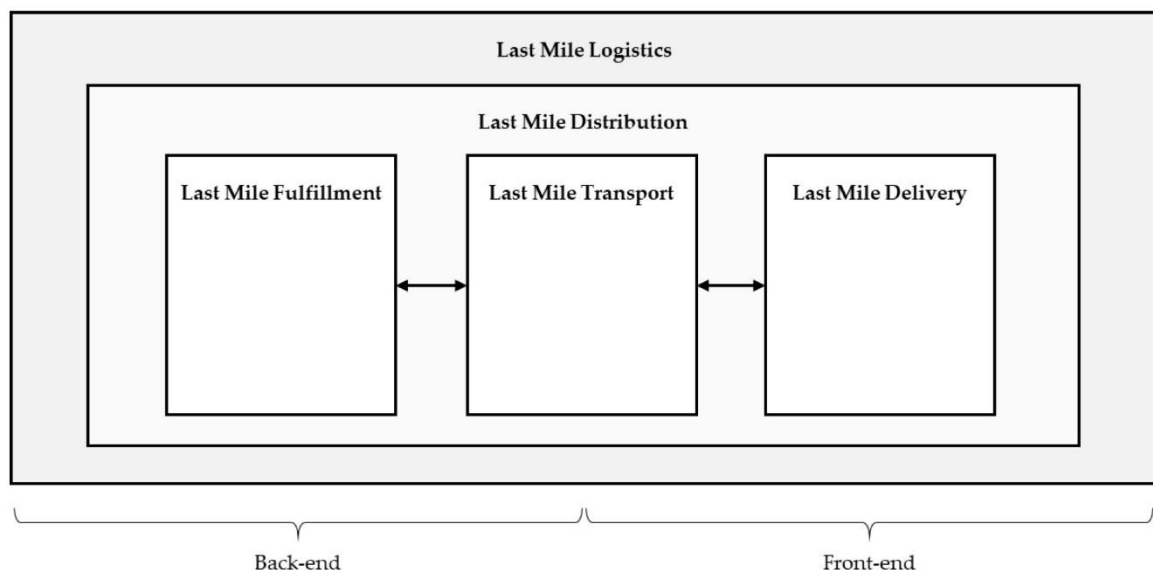 Last Mile Logistics
Last Mile Distribution
Last Mile Fulfillment
Last Mile Transport
Last Mile Delivery
Back-end
Front-end